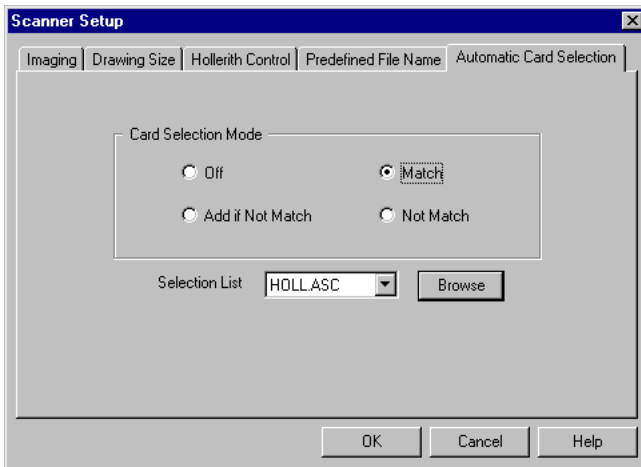 Scanner Setup
Imaging Drawing Size Hollerith Control Predefined File Name Automatic Card Selection
Card Selection Mode
Off Match
Add if Not Match Not Match
Selection List HOLL.ASC Browse
OK Cancel Help